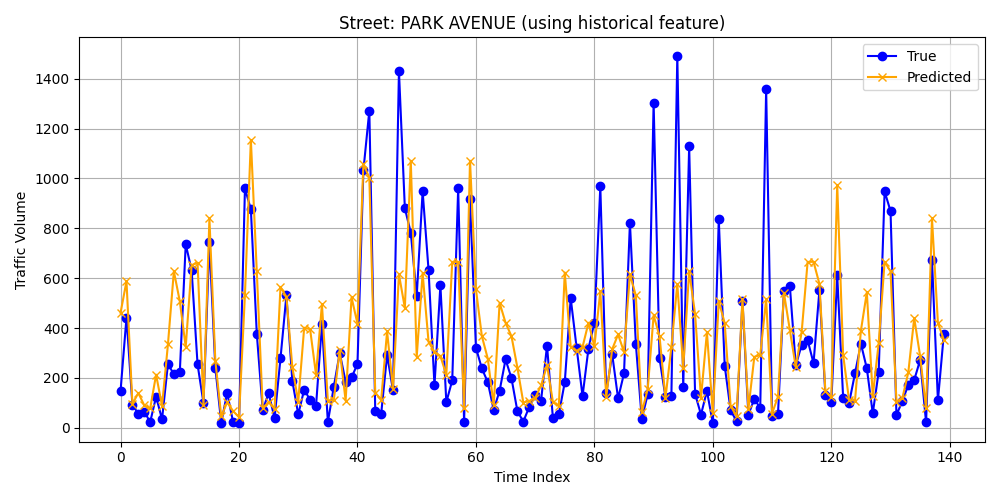 Street: PARK AVENUE (using historical feature)
True
Predicted
Traffic Volume
1400
1200
1000
800
600
400
200
0
0 20 40 60 80 100 120 140
Time Index